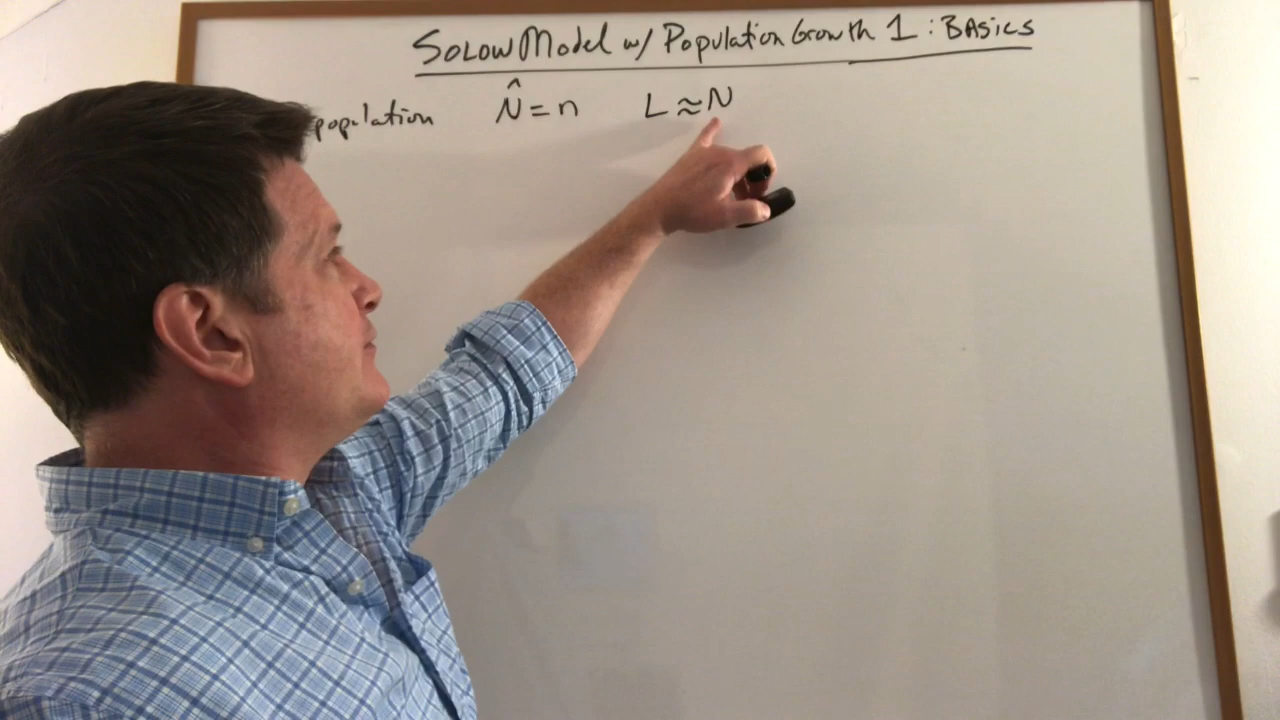 SOLOW MODEL w/ POPULATION GROWTH 1: BASICS
population N̂ = n L ≈ N